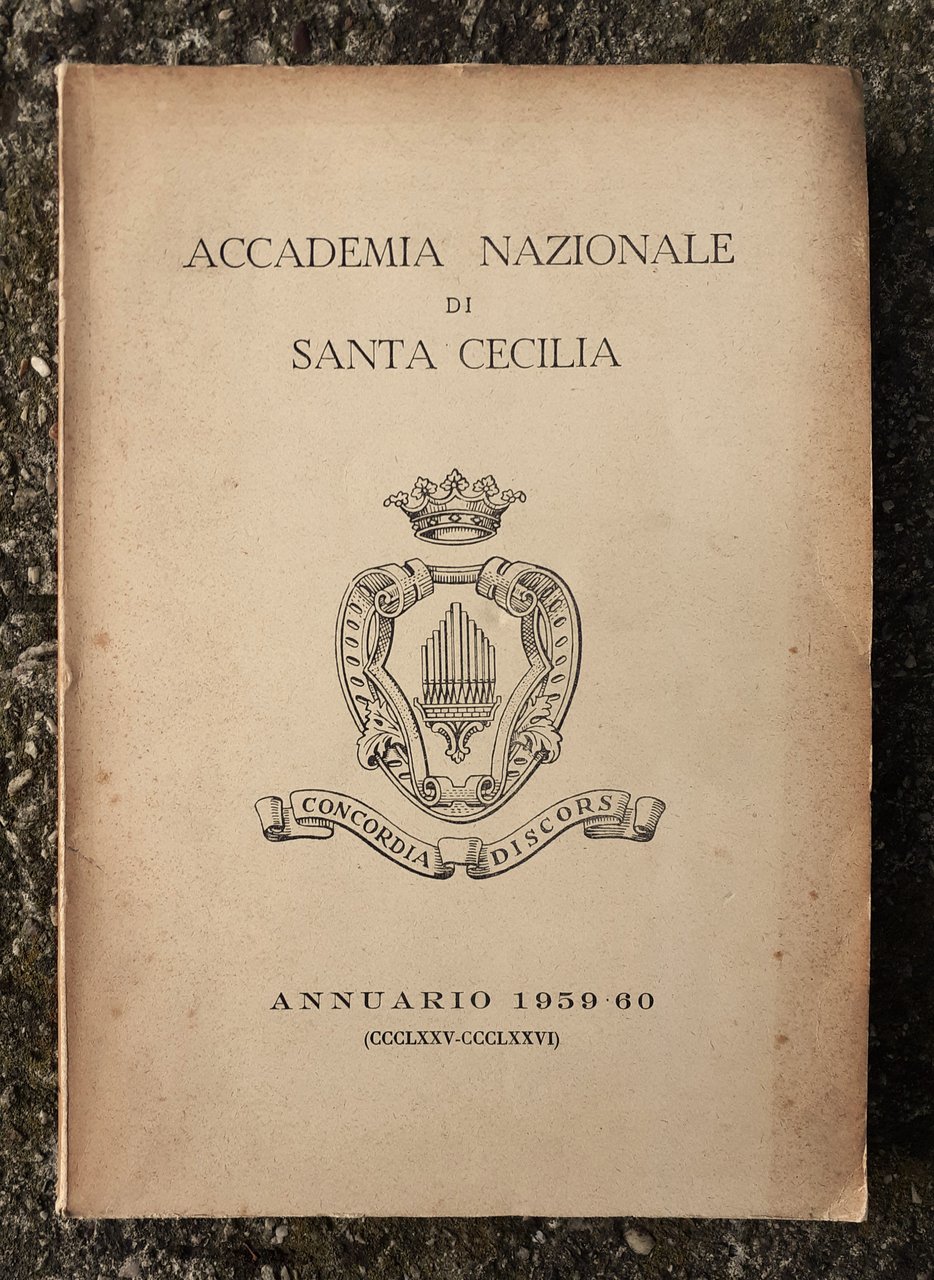 ACCADEMIA NAZIONALE
DI
SANTA CECILIA
CONCORDIA DISCORS
ANNUARIO 1959-60
(CCCLXXV-CCCLXXVI)